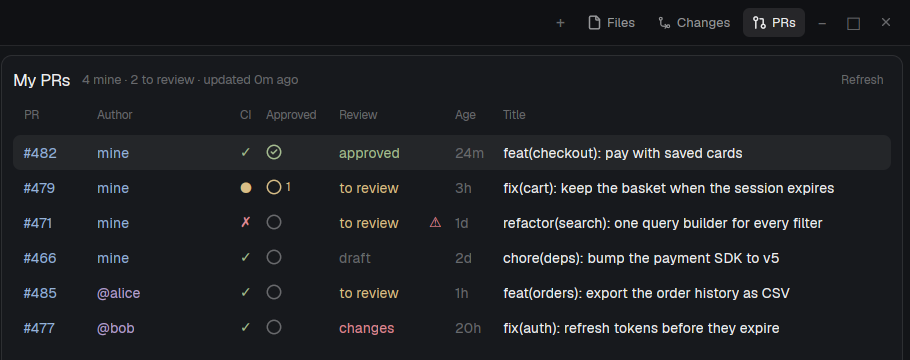 + Files Changes PRs − □ ×
My PRs 4 mine · 2 to review · updated 0m ago Refresh
PR Author CI Approved Review Age Title
#482 mine ✓ approved 24m feat(checkout): pay with saved cards
#479 mine ● 1 to review 3h fix(cart): keep the basket when the session expires
#471 mine ✗ to review ⚠ 1d refactor(search): one query builder for every filter
#466 mine ✓ draft 2d chore(deps): bump the payment SDK to v5
#485 @alice ✓ to review 1h feat(orders): export the order history as CSV
#477 @bob ✓ changes 20h fix(auth): refresh tokens before they expire